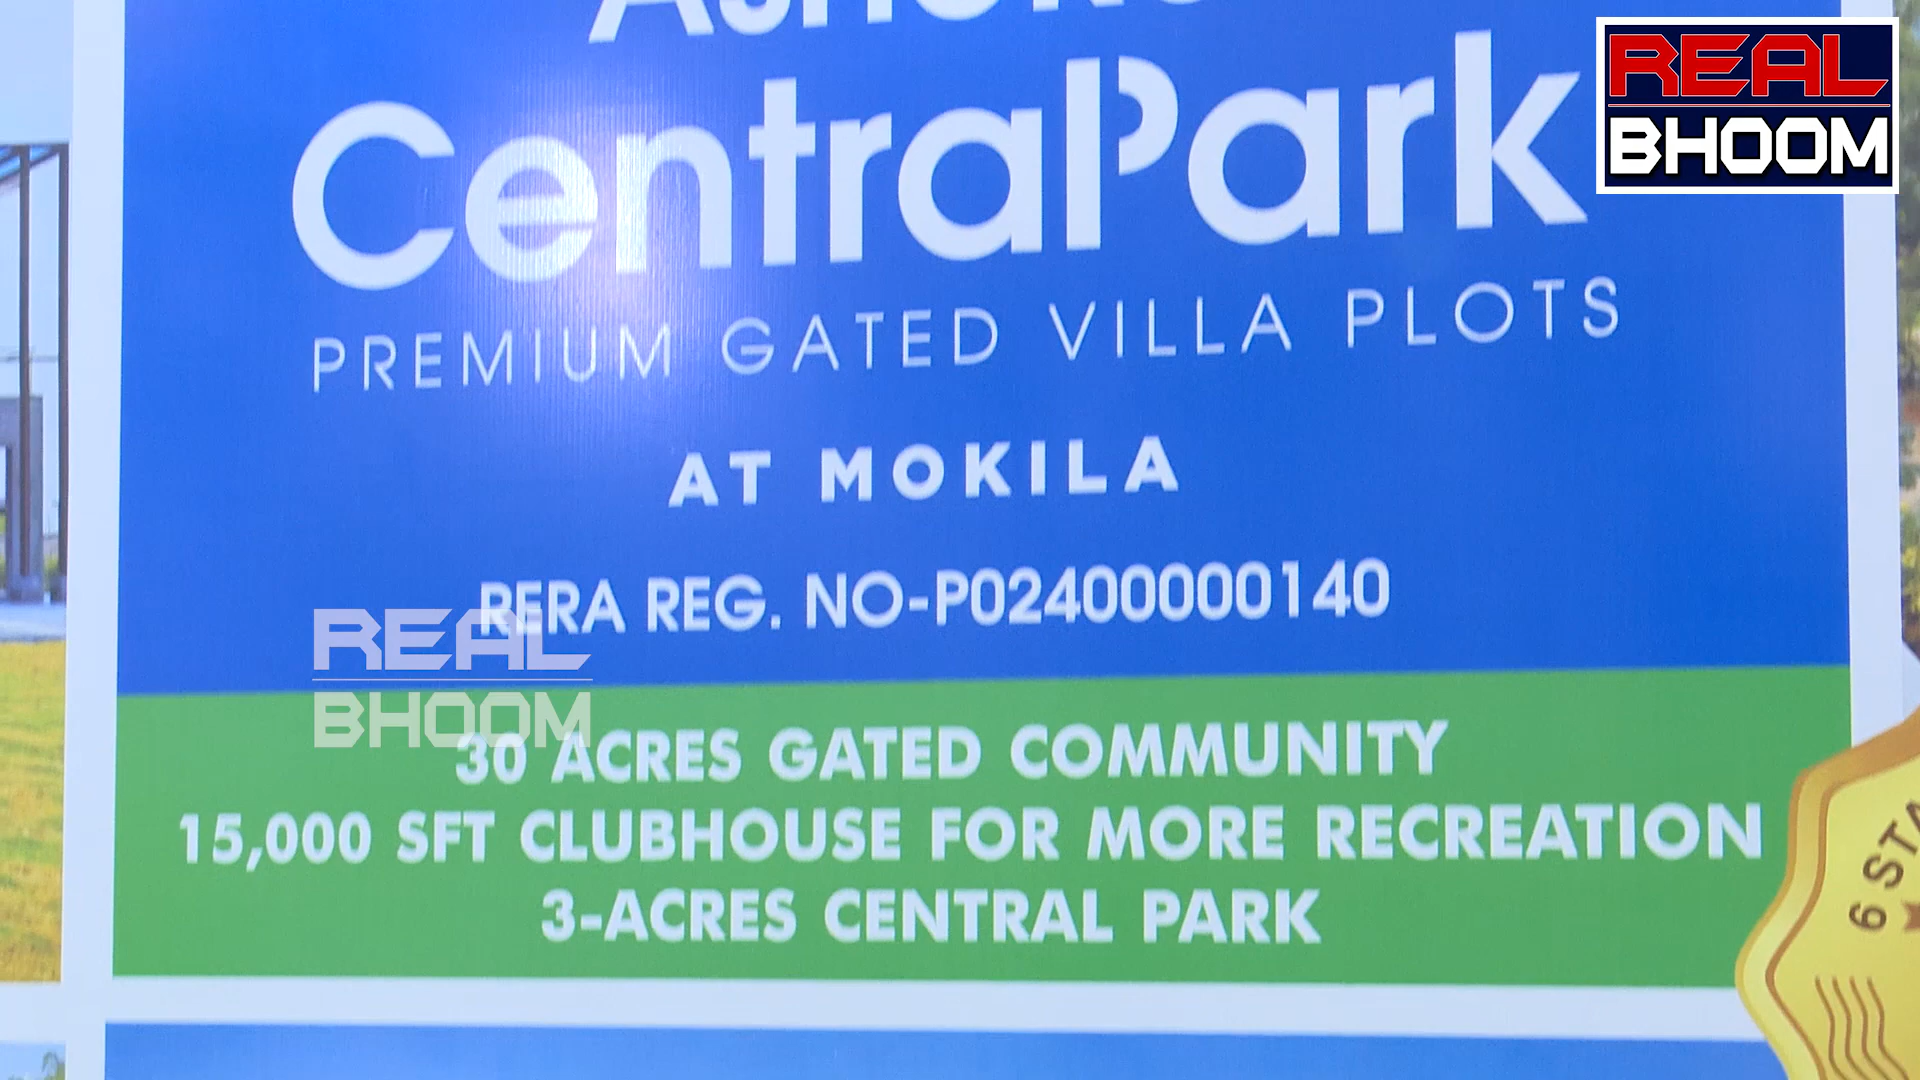 REAL
BHOOM
CentralPark
PREMIUM GATED VILLA PLOTS
AT MOKILA
RERA REG. NO-P02400000140
REAL
BHOOM
30 ACRES GATED COMMUNITY
15,000 SFT CLUBHOUSE FOR MORE RECREATION
3-ACRES CENTRAL PARK
6